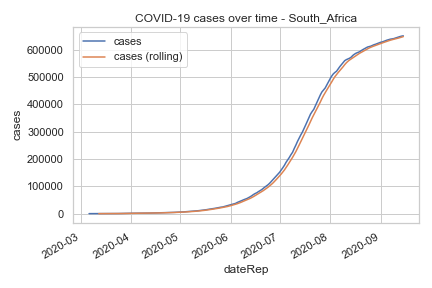 COVID-19 cases over time - South_Africa
cases
cases (rolling)
600000
500000
400000
300000
200000
100000
0
cases
2020-03
2020-04
2020-05
2020-06
2020-07
2020-08
2020-09
dateRep